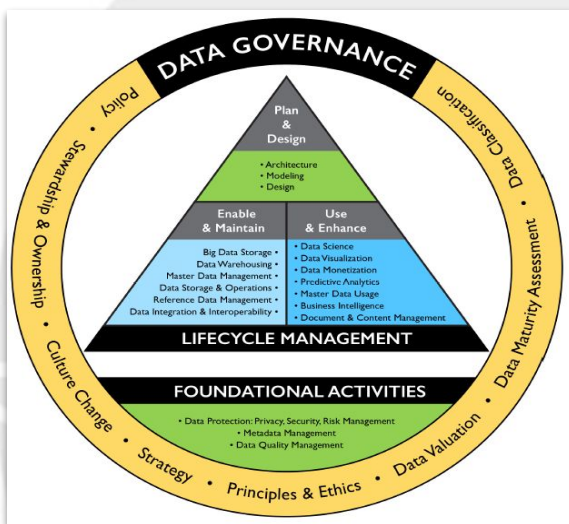 DATA GOVERNANCE
Plan
&
Design
• Architecture
• Modeling
• Design
Enable
& Maintain
Big Data Storage •
Data Warehousing •
Master Data Management •
Data Storage & Operations •
Reference Data Management •
Data Integration & Interoperability •
Use
& Enhance
• Data Science
• Data Visualization
• Data Monetization
• Predictive Analytics
• Master Data Usage
• Business Intelligence
• Document & Content Management
LIFECYCLE MANAGEMENT
FOUNDATIONAL ACTIVITIES
• Data Protection: Privacy, Security, Risk Management
• Metadata Management
• Data Quality Management
Policy • Stewardship & Ownership • Culture Change • Strategy • Principles & Ethics • Data Valuation • Data Maturity Assessment • Data Classification